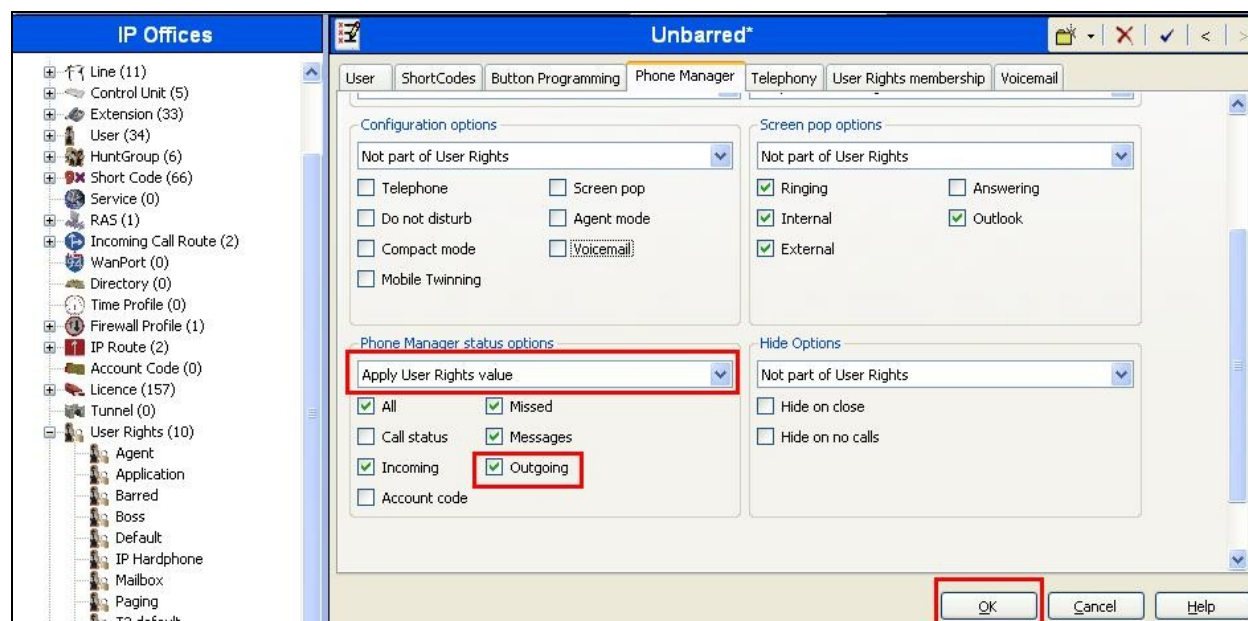 IP Offices
Line (11)
Control Unit (5)
Extension (33)
User (34)
HuntGroup (6)
Short Code (66)
Service (0)
RAS (1)
Incoming Call Route (2)
WanPort (0)
Directory (0)
Time Profile (0)
Firewall Profile (1)
IP Route (2)
Account Code (0)
Licence (157)
Tunnel (0)
User Rights (10)
Agent
Application
Barred
Boss
Default
IP Hardphone
Mailbox
Paging
Unbarred*
User ShortCodes Button Programming Phone Manager Telephony User Rights membership Voicemail
Configuration options
Not part of User Rights
Telephone Screen pop
Do not disturb Agent mode
Compact mode Voicemail
Mobile Twinning
Screen pop options
Not part of User Rights
Ringing Answering
Internal Outlook
External
Phone Manager status options
Apply User Rights value
All Missed
Call status Messages
Incoming Outgoing
Account code
Hide Options
Not part of User Rights
Hide on close
Hide on no calls
OK Cancel Help